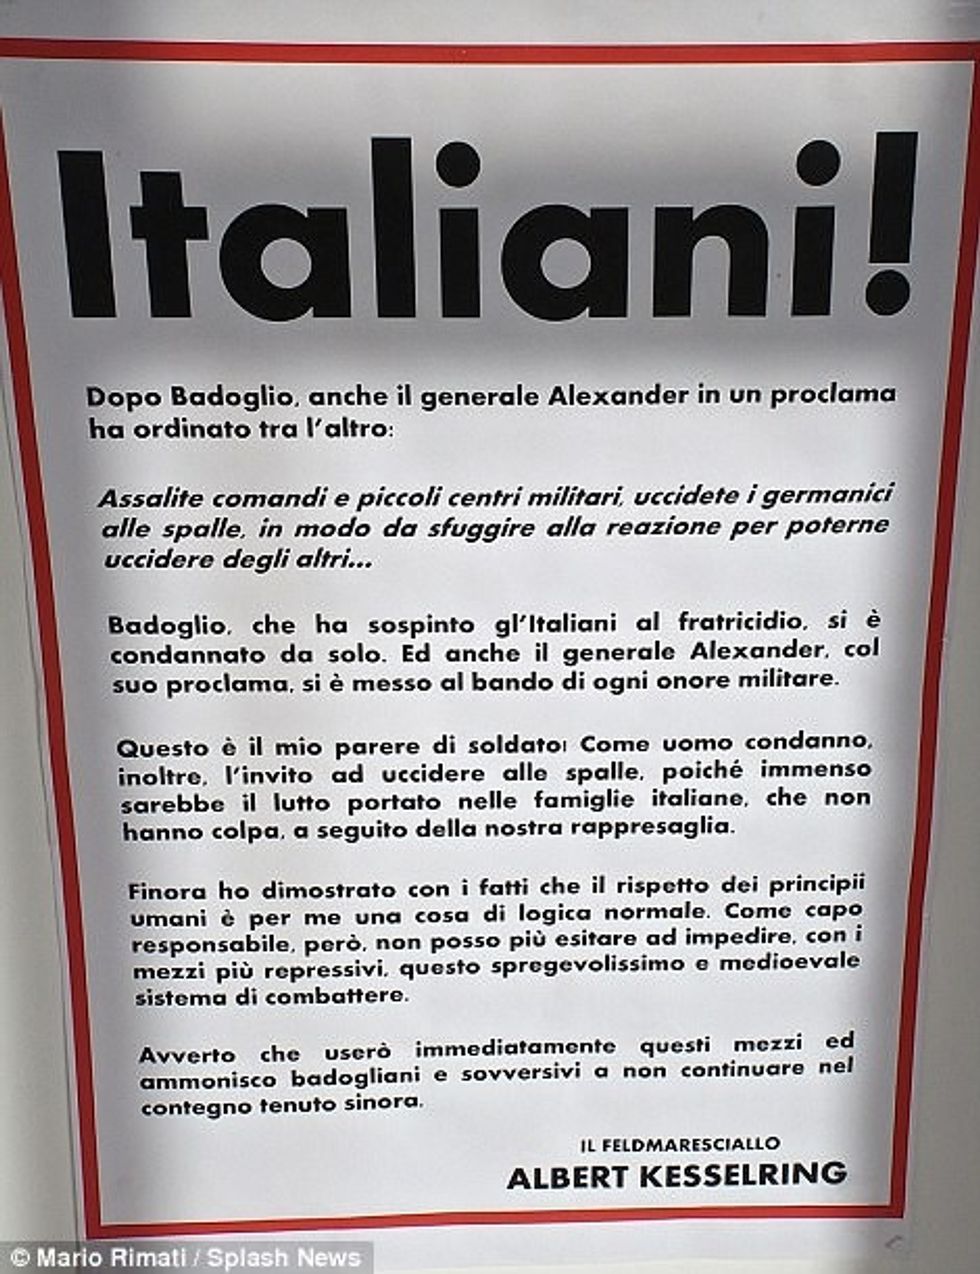 Italiani!
Dopo Badoglio, anche il generale Alexander in un proclama
ha ordinato tra l'altro:
Assalite comandi e piccoli centri militari, uccidete i germanici
alle spalle, in modo da sfuggire alla reazione per poterne
uccidere degli altri...
Badoglio, che ha sospinto gl'Italiani al fratricidio, si è
condannato da solo. Ed anche il generale Alexander, col
suo proclama, si è messo al bando di ogni onore militare.
Questo è il mio parere di soldato: Come uomo condanno,
inoltre, l'invito ad uccidere alle spalle, poiché immenso
sarebbe il lutto portato nelle famiglie italiane, che non
hanno colpa, a seguito della nostra rappresaglia.
Finora ho dimostrato con i fatti che il rispetto dei principii
umani è per me una cosa di logica normale. Come capo
responsabile, però, non posso più esitare ad impedire, con i
mezzi più repressivi, questo spregevolissimo e medioevale
sistema di combattere.
Avverto che userò immediatamente questi mezzi ed
ammonisco badogliani e sovversivi a non continuare nel
contegno tenuto sinora.
IL FELDMARESCIALLO
ALBERT KESSELRING
© Mario Rimati / Splash News